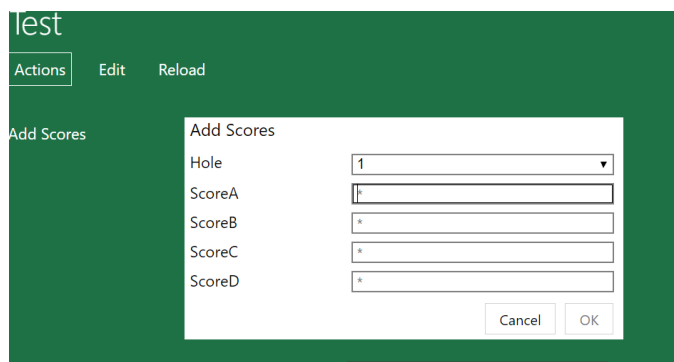 Test
Actions Edit Reload
Add Scores
Add Scores
Hole 1
ScoreA *
ScoreB *
ScoreC *
ScoreD *
Cancel OK